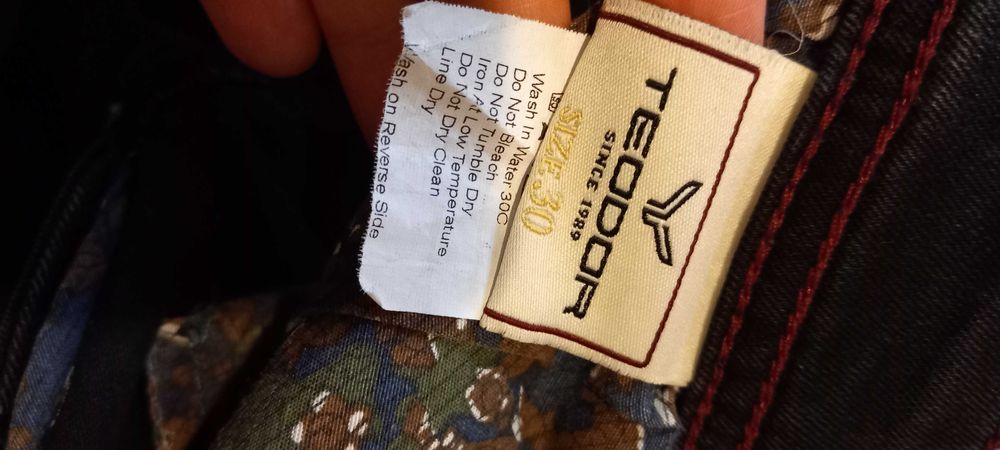 TEODOR
SINCE 1989
SIZE:30
Wash In Water 30C
Do Not Bleach
Do Not Tumble Dry
Iron At Low Temperature
Do Not Dry Clean
Line Dry
Wash on Reverse Side